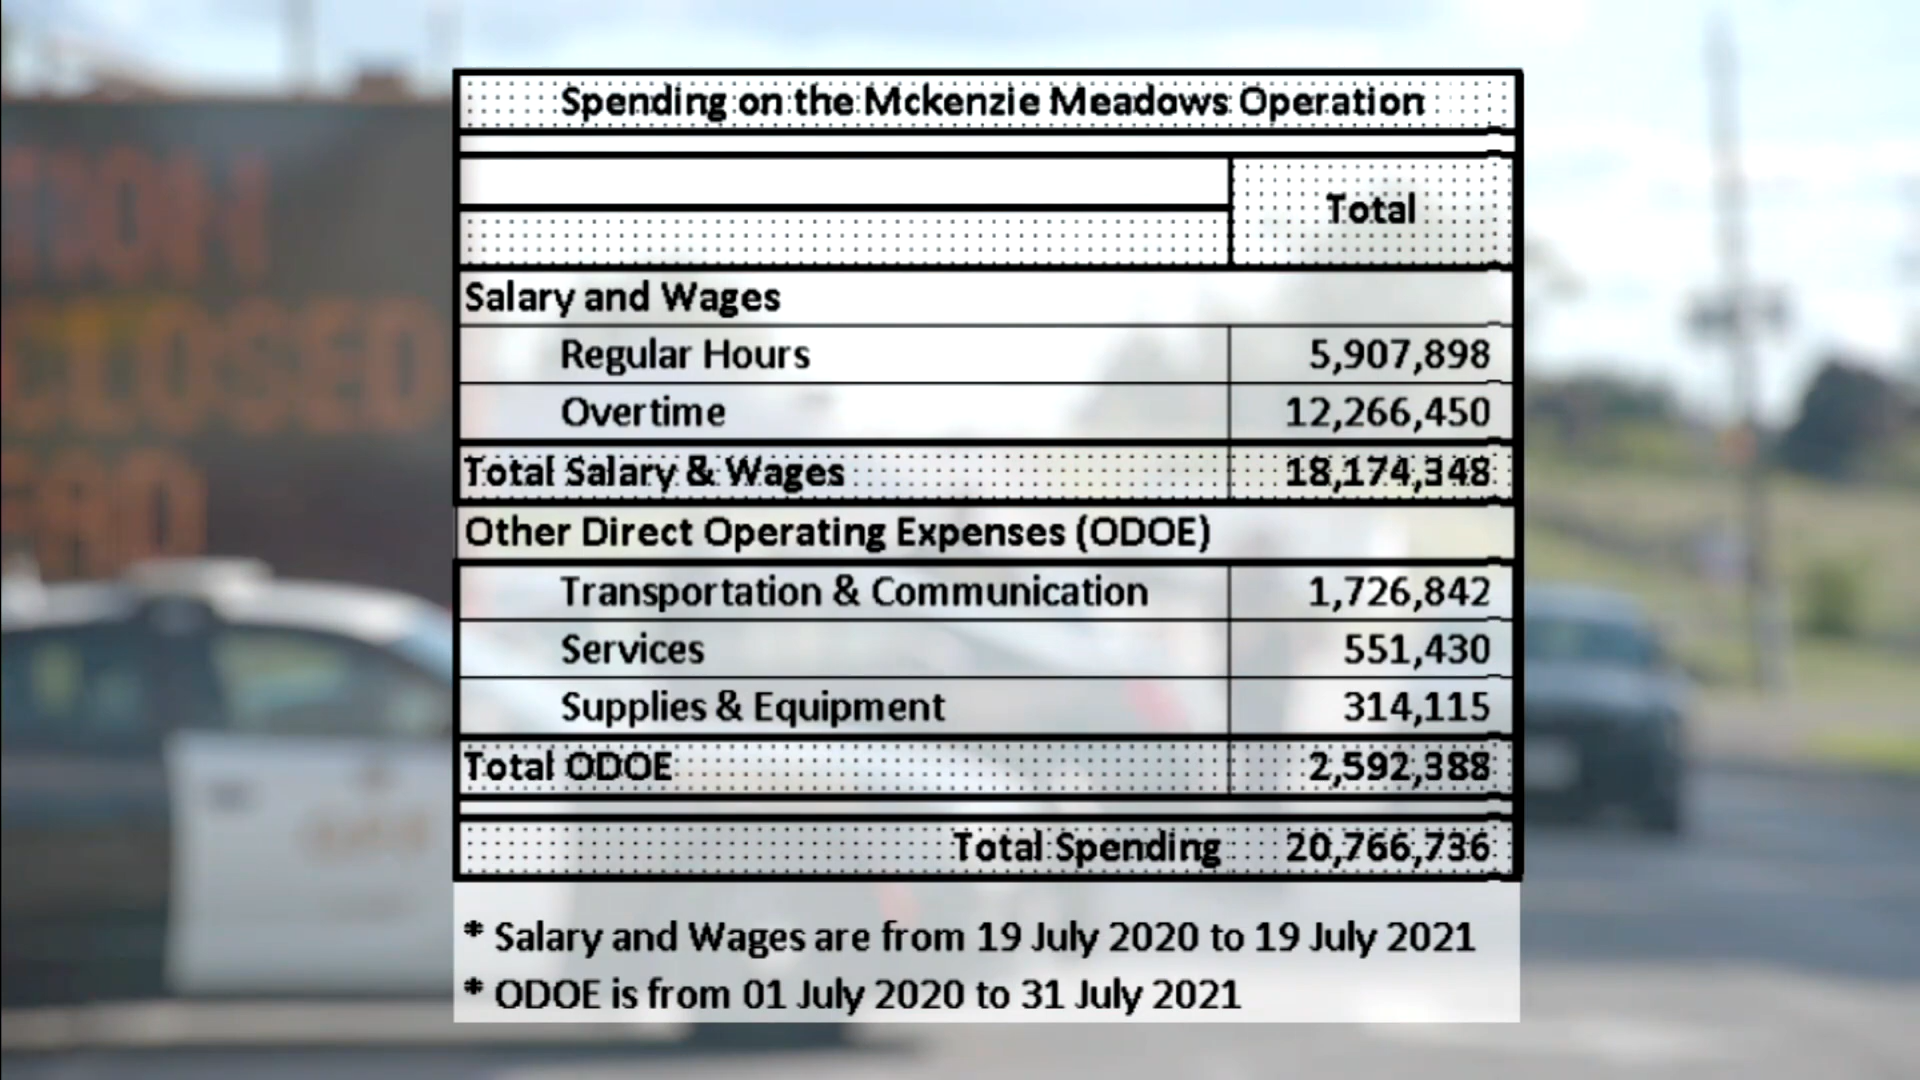 Spending on the Mckenzie Meadows Operation
Total
Salary and Wages
Regular Hours 5,907,898
Overtime 12,266,450
Total Salary & Wages 18,174,348
Other Direct Operating Expenses (ODOE)
Transportation & Communication 1,726,842
Services 551,430
Supplies & Equipment 314,115
Total ODOE 2,592,388
Total Spending 20,766,736
* Salary and Wages are from 19 July 2020 to 19 July 2021
* ODOE is from 01 July 2020 to 31 July 2021